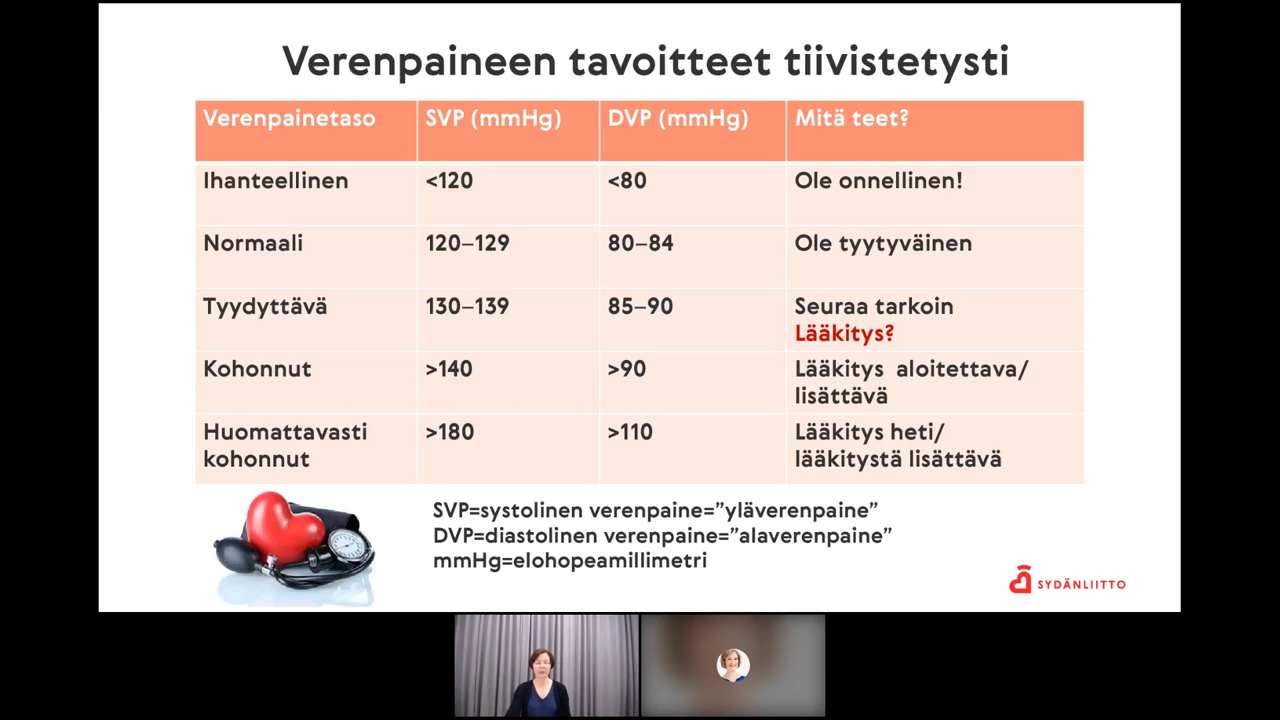 Verenpaineen tavoitteet tiivistetysti
Verenpainetaso SVP (mmHg) DVP (mmHg) Mitä teet?
Ihanteellinen <120 <80 Ole onnellinen!
Normaali 120–129 80–84 Ole tyytyväinen
Tyydyttävä 130–139 85–90 Seuraa tarkoin
Lääkitys?
Kohonnut >140 >90 Lääkitys aloitettava/
lisättävä
Huomattavasti
kohonnut >180 >110 Lääkitys heti/
lääkitystä lisättävä
SVP=systolinen verenpaine=”yläverenpaine”
DVP=diastolinen verenpaine=”alaverenpaine”
mmHg=elohopeamillimetri
SYDÄNLIITTO